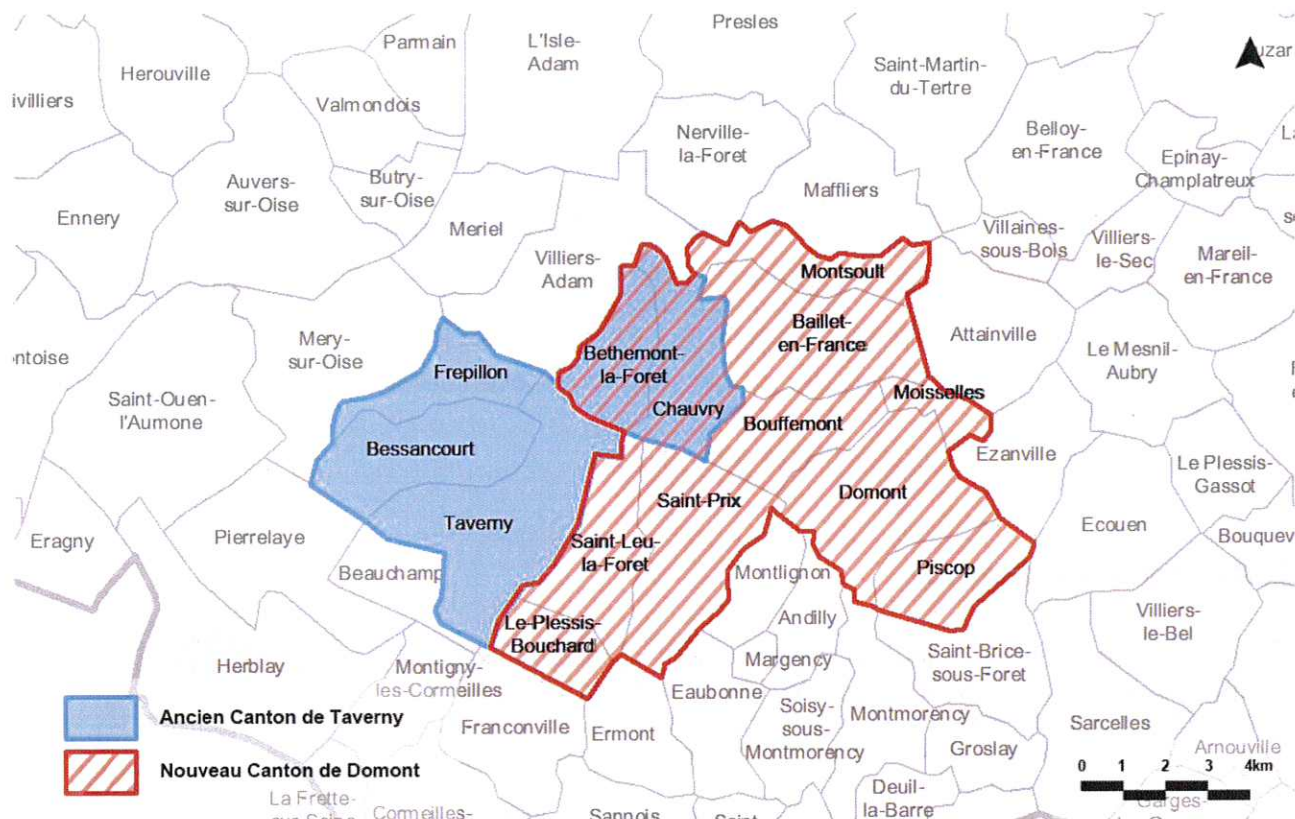 Presles
Parmain
L'Isle-
Adam
Herouville
Saint-Martin-
du-Tertre
uzar
ivilliers
Valmondois
Nerville-
la-Foret
Belloy-
en-France
Epinay-
Champlatreux
Auvers-
sur-Oise
Butry-
sur-Oise
Maffliers
Ennery
Meriel
Villaines-
sous-Bois
Villiers-
le-Sec
Mareil-
en-France
Villiers-
Adam
Montsoult
Baillet-
en-France
Attainville
Mery-
sur-Oise
ontoise
Frepillon
Bethemont-
la-Foret
Le Mesnil-
Aubry
Saint-Ouen-
l'Aumone
Chauvry
Moisselles
Bouffemont
Bessancourt
Ezanville
Le Plessis-
Gassot
Saint-Prix
Domont
Taverny
Ecouen
Eragny
Pierrelaye
Saint-Leu-
la-Foret
Bouquev
Beauchamp
Montlignon
Piscop
Andilly
Villiers-
le-Bel
Le-Plessis-
Bouchard
Margency
Saint-Brice-
sous-Foret
Herblay
Montigny-
les-Cormeilles
Eaubonne
Soisy-
sous-
Montmorency
Montmorency
Sarcelles
Ancien Canton de Taverny
Franconville
Ermont
Groslay
Arnouville
Nouveau Canton de Domont
0 1 2 3 4km
La Frette-
Cormeilles-
Sannois
Saint-
Deuil-
la-Barre
Garges-